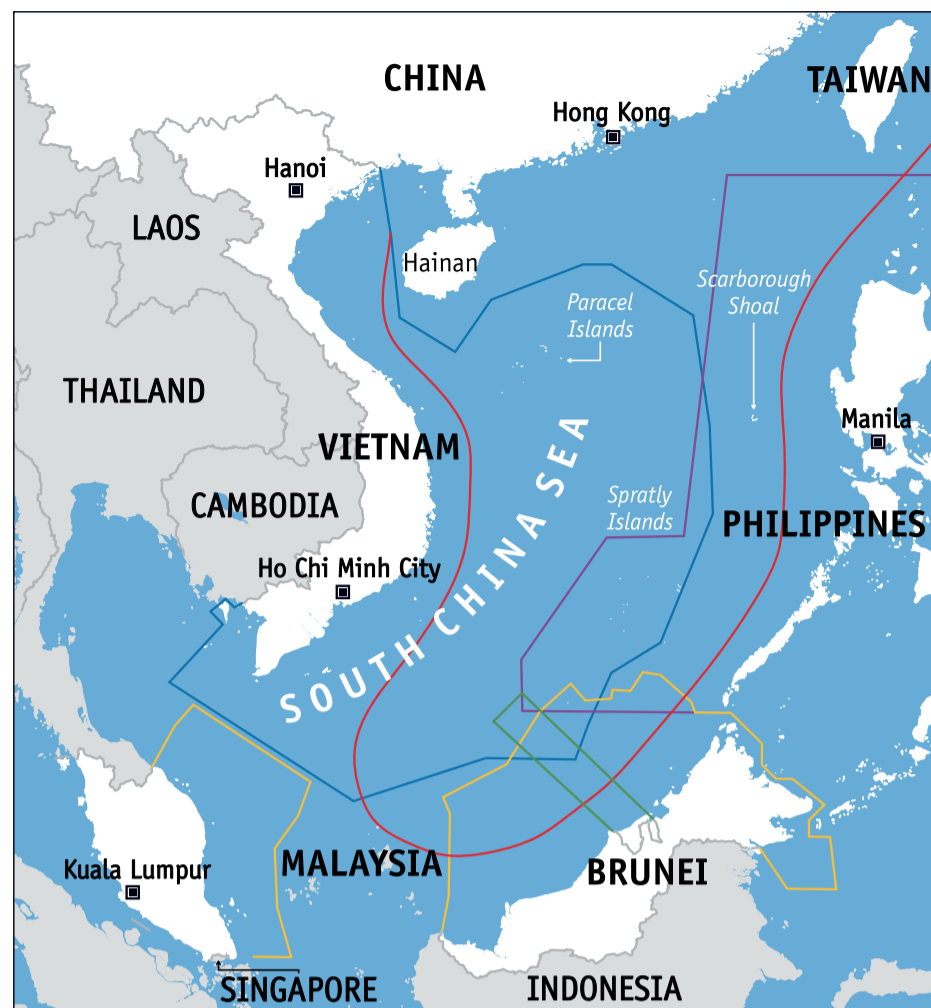 CHINA
TAIWAN
Hong Kong
Hanoi
LAOS
Hainan
Scarborough
Shoal
Paracel
Islands
THAILAND
Manila
VIETNAM
CAMBODIA
Spratly
Islands
PHILIPPINES
Ho Chi Minh City
SOUTH CHINA SEA
MALAYSIA
Kuala Lumpur
BRUNEI
SINGAPORE
INDONESIA